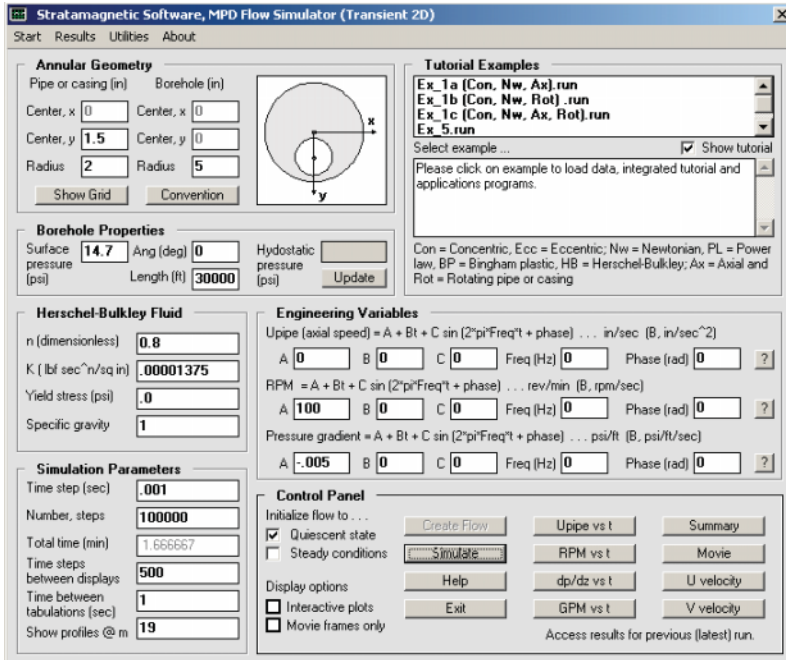 Stratamagnetic Software, MPD Flow Simulator (Transient 2D)
Start Results Utilities About
Annular Geometry
Pipe or casing (in) Borehole (in)
Center, x 0 Center, x 0
Center, y 1.5 Center, y 0
Radius 2 Radius 5
Show Grid Convention
x
y
Tutorial Examples
Ex_1a (Con, Nw, Ax).run
Ex_1b (Con, Nw, Rot) .run
Ex_1c (Con, Nw, Ax, Rot).run
Ex_5.run
Select example ... Show tutorial
Please click on example to load data, integrated tutorial and
applications programs.
Con = Concentric, Ecc = Eccentric; Nw = Newtonian, PL = Power
law, BP = Bingham plastic, HB = Herschel-Bulkley; Ax = Axial and
Rot = Rotating pipe or casing
Borehole Properties
Surface pressure (psi) 14.7 Ang (deg) 0 Hydostatic pressure (psi)
Length (ft) 30000 Update
Herschel-Bulkley Fluid
n (dimensionless) 0.8
K ( lbf sec^n/sq in) .00001375
Yield stress (psi) .0
Specific gravity 1
Engineering Variables
Upipe (axial speed) = A + Bt + C sin (2*pi*Freq*t + phase) . . . in/sec (B, in/sec^2)
A 0 B 0 C 0 Freq (Hz) 0 Phase (rad) 0 ?
RPM = A + Bt + C sin (2*pi*Freq*t + phase) . . . rev/min (B, rpm/sec)
A 100 B 0 C 0 Freq (Hz) 0 Phase (rad) 0 ?
Pressure gradient = A + Bt + C sin (2*pi*Freq*t + phase) . . . psi/ft (B, psi/ft/sec)
A -.005 B 0 C 0 Freq (Hz) 0 Phase (rad) 0 ?
Simulation Parameters
Time step (sec) .001
Number, steps 100000
Total time (min) 1.666667
Time steps between displays 500
Time between tabulations (sec) 1
Show profiles @ m 19
Control Panel
Initialize flow to . . .
Quiescent state
Steady conditions
Display options
Interactive plots
Movie frames only
Create Flow Upipe vs t Summary
Simulate RPM vs t Movie
Help dp/dz vs t U velocity
Exit GPM vs t V velocity
Access results for previous (latest) run.